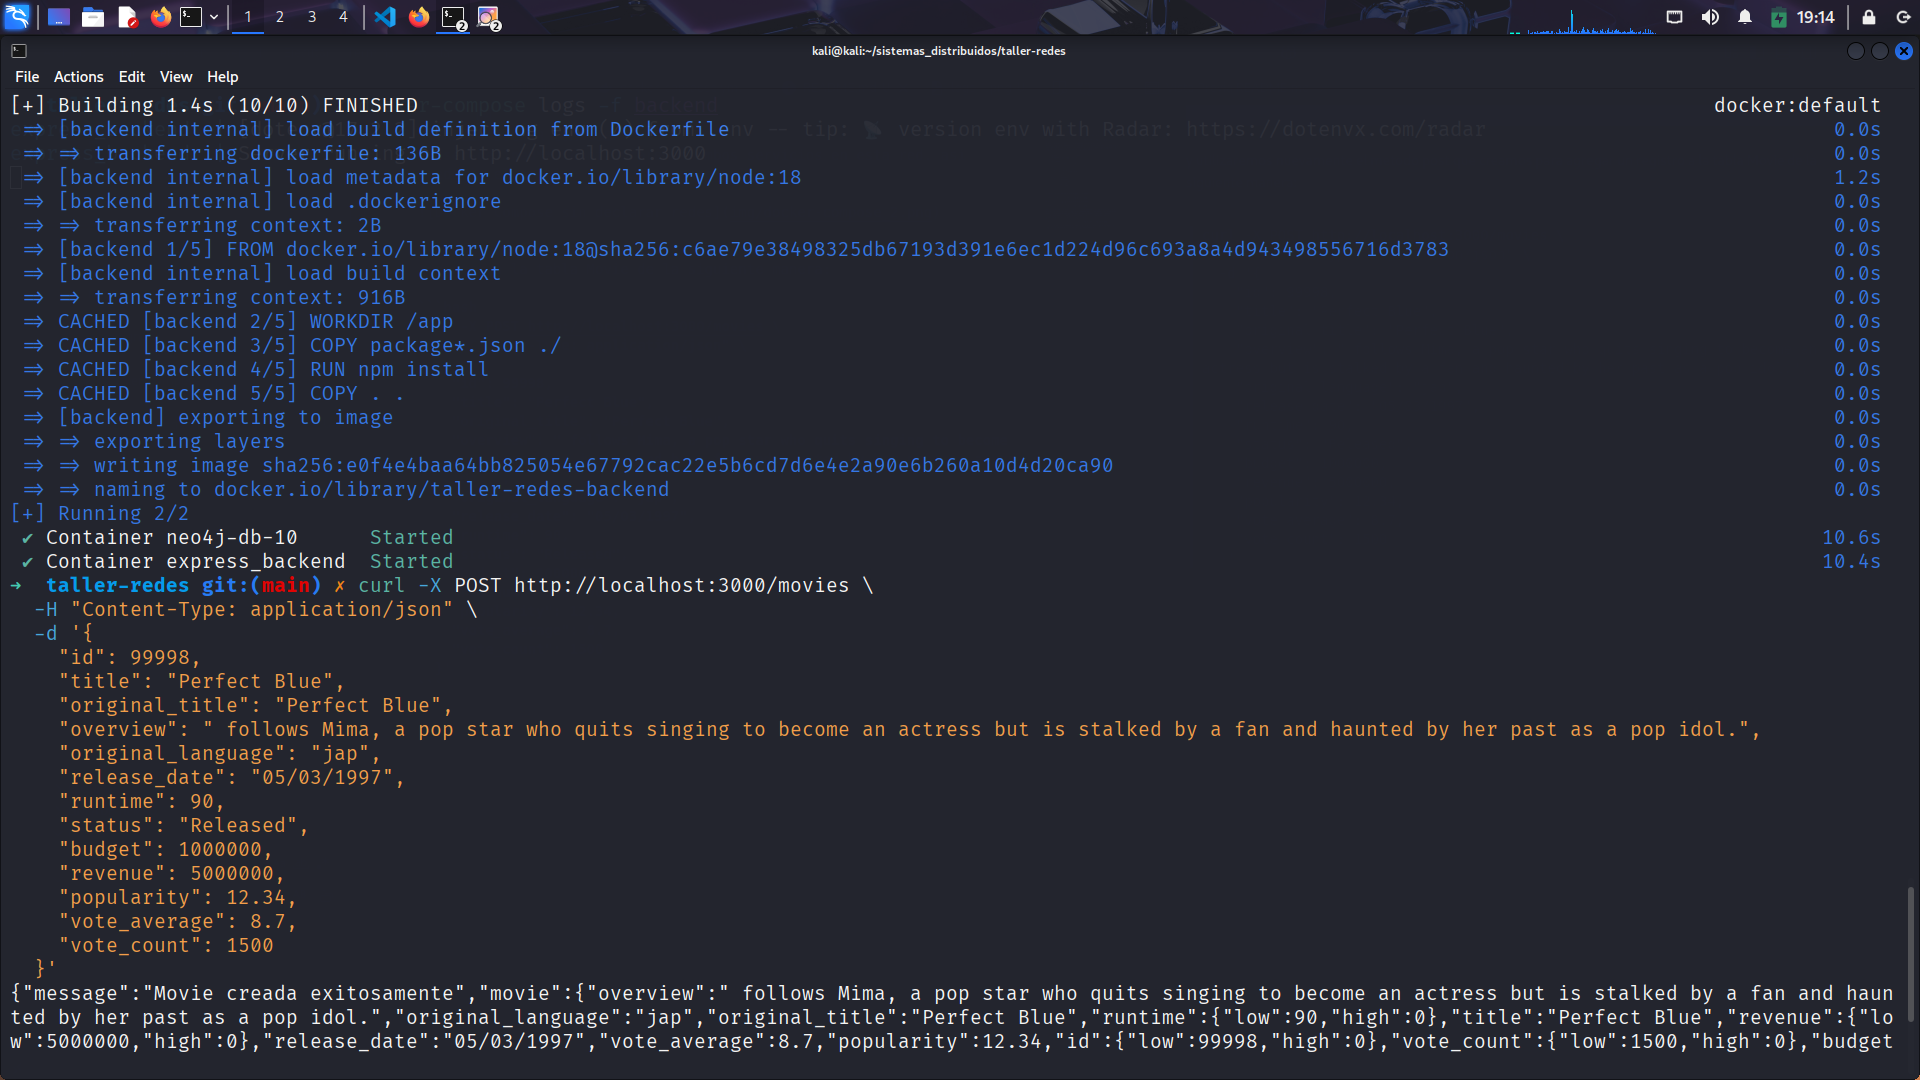 1 2 3 4 2 2 19:14
kali@kali:~/sistemas_distribuidos/taller-redes
File Actions Edit View Help
[+] Building 1.4s (10/10) FINISHED docker:default
=> [backend internal] load build definition from Dockerfile 0.0s
=> => transferring dockerfile: 136B 0.0s
=> [backend internal] load metadata for docker.io/library/node:18 1.2s
=> [backend internal] load .dockerignore 0.0s
=> => transferring context: 2B 0.0s
=> [backend 1/5] FROM docker.io/library/node:18@sha256:c6ae79e38498325db67193d391e6ec1d224d96c693a8a4d943498556716d3783 0.0s
=> [backend internal] load build context 0.0s
=> => transferring context: 916B 0.0s
=> CACHED [backend 2/5] WORKDIR /app 0.0s
=> CACHED [backend 3/5] COPY package*.json ./ 0.0s
=> CACHED [backend 4/5] RUN npm install 0.0s
=> CACHED [backend 5/5] COPY . . 0.0s
=> [backend] exporting to image 0.0s
=> => exporting layers 0.0s
=> => writing image sha256:e0f4e4baa64bb825054e67792cac22e5b6cd7d6e4e2a90e6b260a10d4d20ca90 0.0s
=> => naming to docker.io/library/taller-redes-backend 0.0s
[+] Running 2/2
✔ Container neo4j-db-10 Started 10.6s
✔ Container express_backend Started 10.4s
→ taller-redes git:(main) ✗ curl -X POST http://localhost:3000/movies \
-H "Content-Type: application/json" \
-d '{
"id": 99998,
"title": "Perfect Blue",
"original_title": "Perfect Blue",
"overview": " follows Mima, a pop star who quits singing to become an actress but is stalked by a fan and haunted by her past as a pop idol.",
"original_language": "jap",
"release_date": "05/03/1997",
"runtime": 90,
"status": "Released",
"budget": 1000000,
"revenue": 5000000,
"popularity": 12.34,
"vote_average": 8.7,
"vote_count": 1500
}'
{"message":"Movie creada exitosamente","movie":{"overview":" follows Mima, a pop star who quits singing to become an actress but is stalked by a fan and haun
ted by her past as a pop idol.","original_language":"jap","original_title":"Perfect Blue","runtime":{"low":90,"high":0},"title":"Perfect Blue","revenue":{"lo
w":5000000,"high":0},"release_date":"05/03/1997","vote_average":8.7,"popularity":12.34,"id":{"low":99998,"high":0},"vote_count":{"low":1500,"high":0},"budget